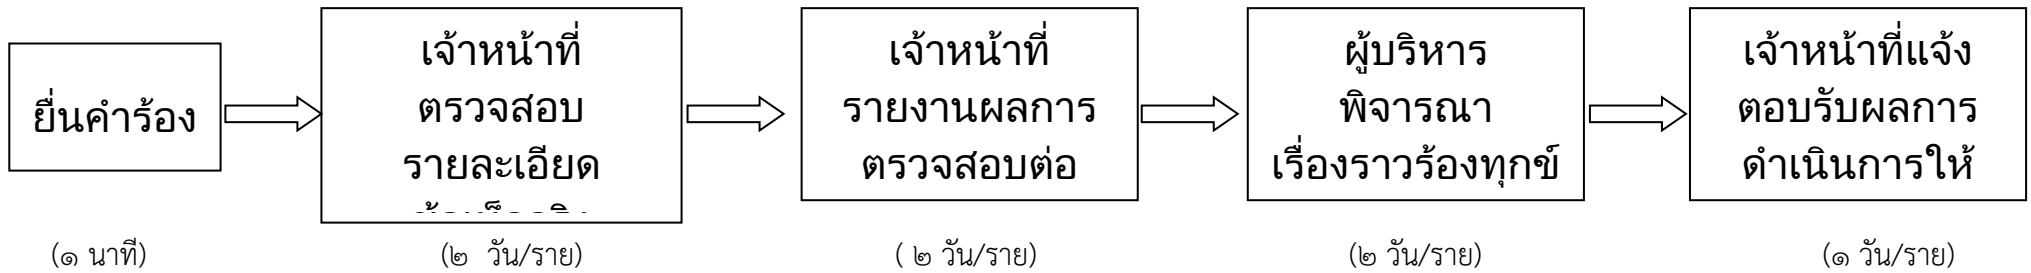 ยื่นคำร้อง
เจ้าหน้าที่
ตรวจสอบ
รายละเอียด
เจ้าหน้าที่
รายงานผลการ
ตรวจสอบต่อ
ผู้บริหาร
พิจารณา
เรื่องราวร้องทุกข์
เจ้าหน้าที่แจ้ง
ตอบรับผลการ
ดำเนินการให้
(๑ นาที)
(๒ วัน/ราย)
( ๒ วัน/ราย)
(๒ วัน/ราย)
(๑ วัน/ราย)